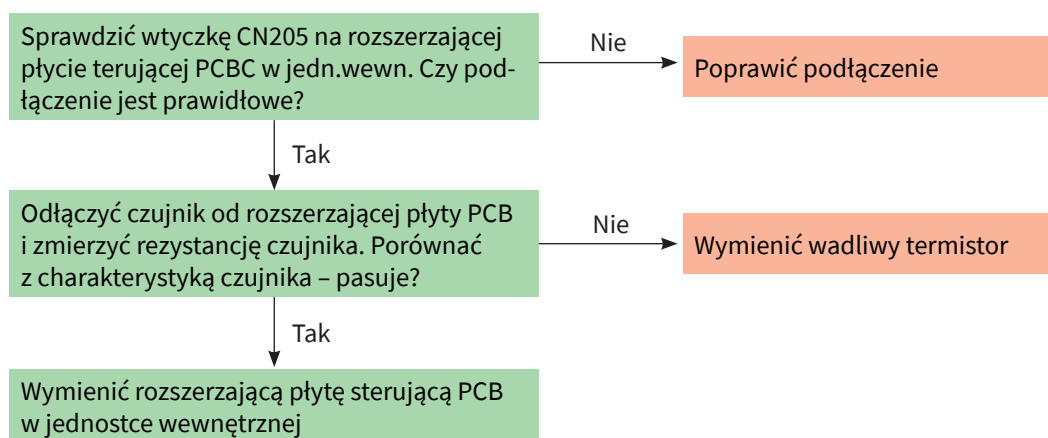 Sprawdzić wtyczkę CN205 na rozszerzającej
płycie terującej PCBC w jedn.wewn. Czy pod-
łączenie jest prawidłowe?
Nie
Poprawić podłączenie
Tak
Odłączyć czujnik od rozszerzającej płyty PCB
i zmierzyć rezystancję czujnika. Porównać
z charakterystyką czujnika – pasuje?
Nie
Wymienić wadliwy termistor
Tak
Wymienić rozszerzającą płytę sterującą PCB
w jednostce wewnętrznej